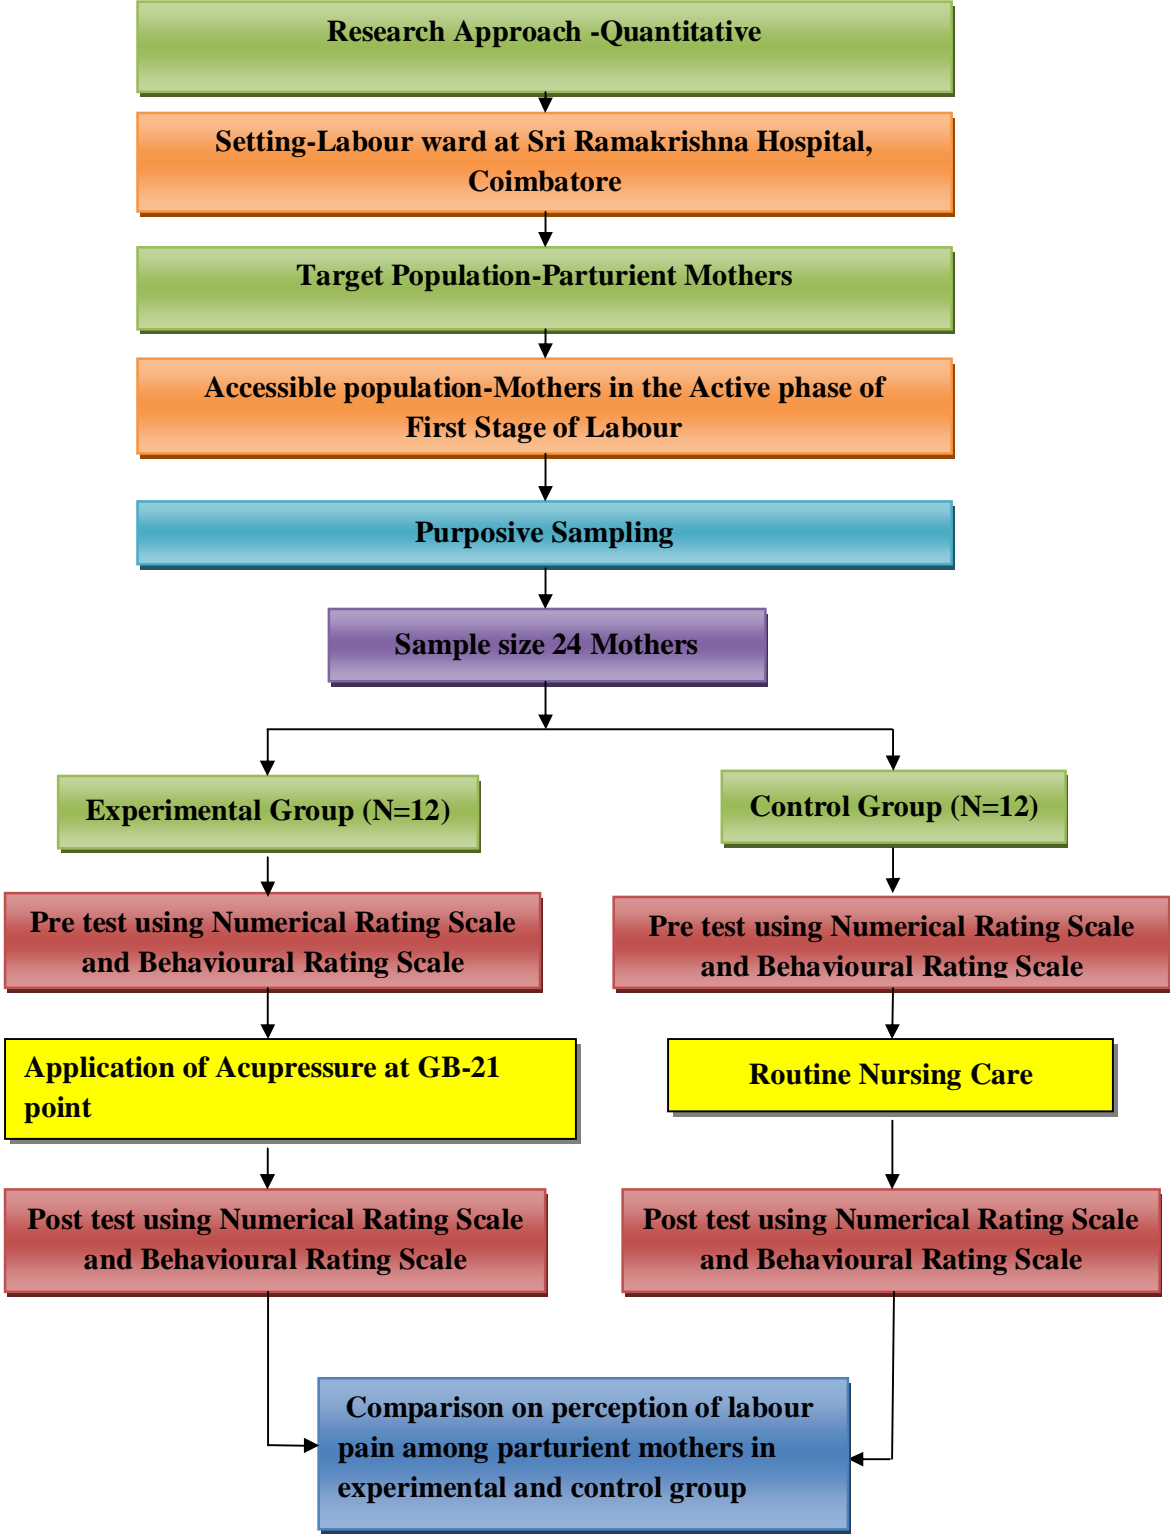 Research Approach -Quantitative
Setting-Labour ward at Sri Ramakrishna Hospital,
Coimbatore
Target Population-Parturient Mothers
Accessible population-Mothers in the Active phase of
First Stage of Labour
Purposive Sampling
Sample size 24 Mothers
Experimental Group (N=12)
Control Group (N=12)
Pre test using Numerical Rating Scale
and Behavioural Rating Scale
Pre test using Numerical Rating Scale
and Behavioural Rating Scale
Application of Acupressure at GB-21
point
Routine Nursing Care
Post test using Numerical Rating Scale
and Behavioural Rating Scale
Post test using Numerical Rating Scale
and Behavioural Rating Scale
Comparison on perception of labour
pain among parturient mothers in
experimental and control group